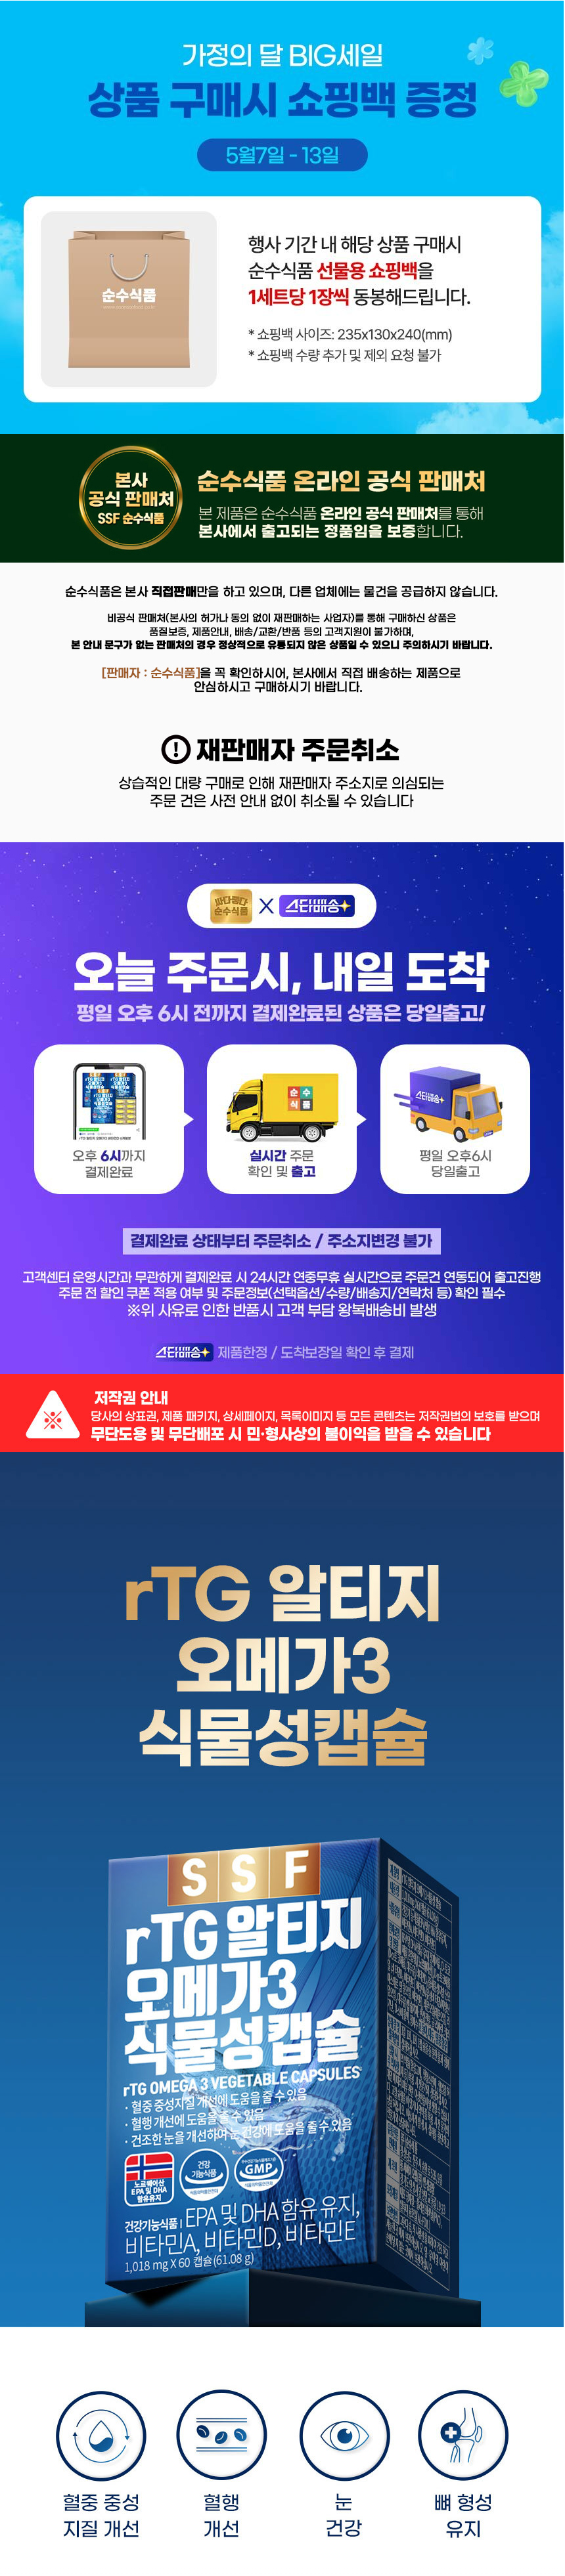 가정의 달 BIG세일
상품 구매시 쇼핑백 증정
5월7일 - 13일
순수식품
행사 기간 내 해당 상품 구매시
순수식품 선물용 쇼핑백을
1세트당 1장씩 동봉해드립니다.
* 쇼핑백 사이즈: 235x130x240(mm)
* 쇼핑백 수량 추가 및 제외 요청 불가
본사
공식 판매처
SSF 순수식품
순수식품 온라인 공식 판매처
본 제품은 순수식품 온라인 공식 판매처를 통해
본사에서 출고되는 정품임을 보증합니다.
순수식품은 본사 직접판매만을 하고 있으며, 다른 업체에는 물건을 공급하지 않습니다.
비공식 판매처(본사의 허가나 동의 없이 재판매하는 사업자)를 통해 구매하신 상품은
품질보증, 제품안내, 배송/교환/반품 등의 고객지원이 불가하며,
본 안내 문구가 없는 판매처의 경우 정상적으로 유통되지 않은 상품일 수 있으니 주의하시기 바랍니다.
[판매자 : 순수식품]을 꼭 확인하시어, 본사에서 직접 배송하는 제품으로
안심하시고 구매하시기 바랍니다.
! 재판매자 주문취소
상습적인 대량 구매로 인해 재판매자 주소지로 의심되는
주문 건은 사전 안내 없이 취소될 수 있습니다
순수식품 X 스타배송
오늘 주문시, 내일 도착
평일 오후 6시 전까지 결제완료된 상품은 당일출고!
순수
식품
스타배송
오후 6시까지
결제완료
실시간 주문
확인 및 출고
평일 오후6시
당일출고
결제완료 상태부터 주문취소 / 주소지변경 불가
고객센터 운영시간과 무관하게 결제완료 시 24시간 연중무휴 실시간으로 주문건 연동되어 출고진행
주문 전 할인 쿠폰 적용 여부 및 주문정보(선택옵션/수량/배송지/연락처 등) 확인 필수
※위 사유로 인한 반품시 고객 부담 왕복배송비 발생
스타배송 제품한정 / 도착보장일 확인 후 결제
※
저작권 안내
당사의 상표권, 제품 패키지, 상세페이지, 목록이미지 등 모든 콘텐츠는 저작권법의 보호를 받으며
무단도용 및 무단배포 시 민·형사상의 불이익을 받을 수 있습니다
rTG 알티지
오메가3
식물성캡슐
SSF
rTG 알티지
오메가3
식물성캡슐
rTG OMEGA 3 VEGETABLE CAPSULES
· 혈중 중성지질 개선에 도움을 줄 수 있음
· 혈행 개선에 도움을 줄 수 있음
· 건조한 눈을 개선하여 눈 건강에 도움을 줄 수 있음
노르웨이산
EPA 및 DHA
함유유지
건강
기능식품
GMP
건강기능식품 | EPA 및 DHA 함유 유지,
비타민A, 비타민D, 비타민E
1,018 mg X 60 캡슐 (61.08 g)
혈중 중성
지질 개선
혈행
개선
눈
건강
뼈 형성
유지